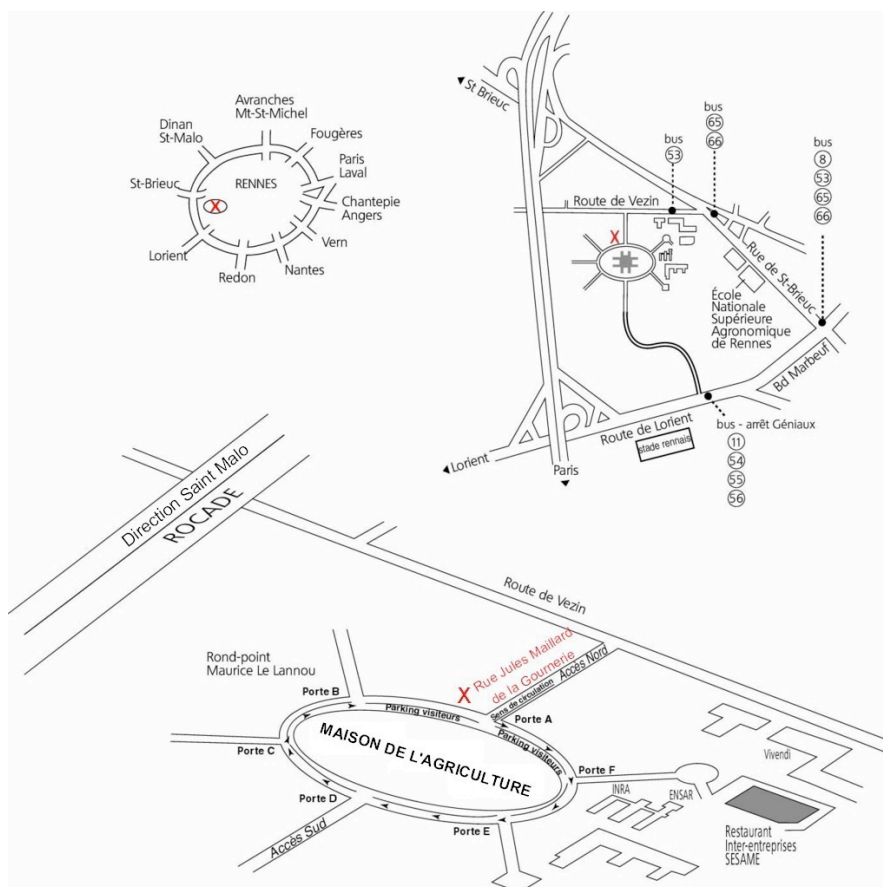 Avranches
Mt-St-Michel
Dinan
St-Malo
Fougères
Paris
Laval
St-Brieuc
RENNES
X
Chantepie
Angers
Vern
Lorient
Redon
Nantes
St Brieuc
bus
53
bus
65
66
bus
8
53
65
66
Route de Vezin
X
Rue de St-Brieuc
École
Nationale
Supérieure
Agronomique
de Rennes
Bd Marbeuf
Route de Lorient
stade rennais
bus - arrêt Géniaux
11
54
55
56
Lorient
Paris
Direction Saint Malo
ROCADE
Route de Vezin
Rond-point
Maurice Le Lannou
X Rue Jules Maillard
de la Gournerie
Accès Nord
Sens de circulation
Porte B
Parking visiteurs
Porte A
Parking visiteurs
MAISON DE L'AGRICULTURE
Porte C
Porte F
Porte D
Porte E
Accès Sud
INRA
ENSAR
Vivendi
Restaurant
Inter-entreprises
SESAME